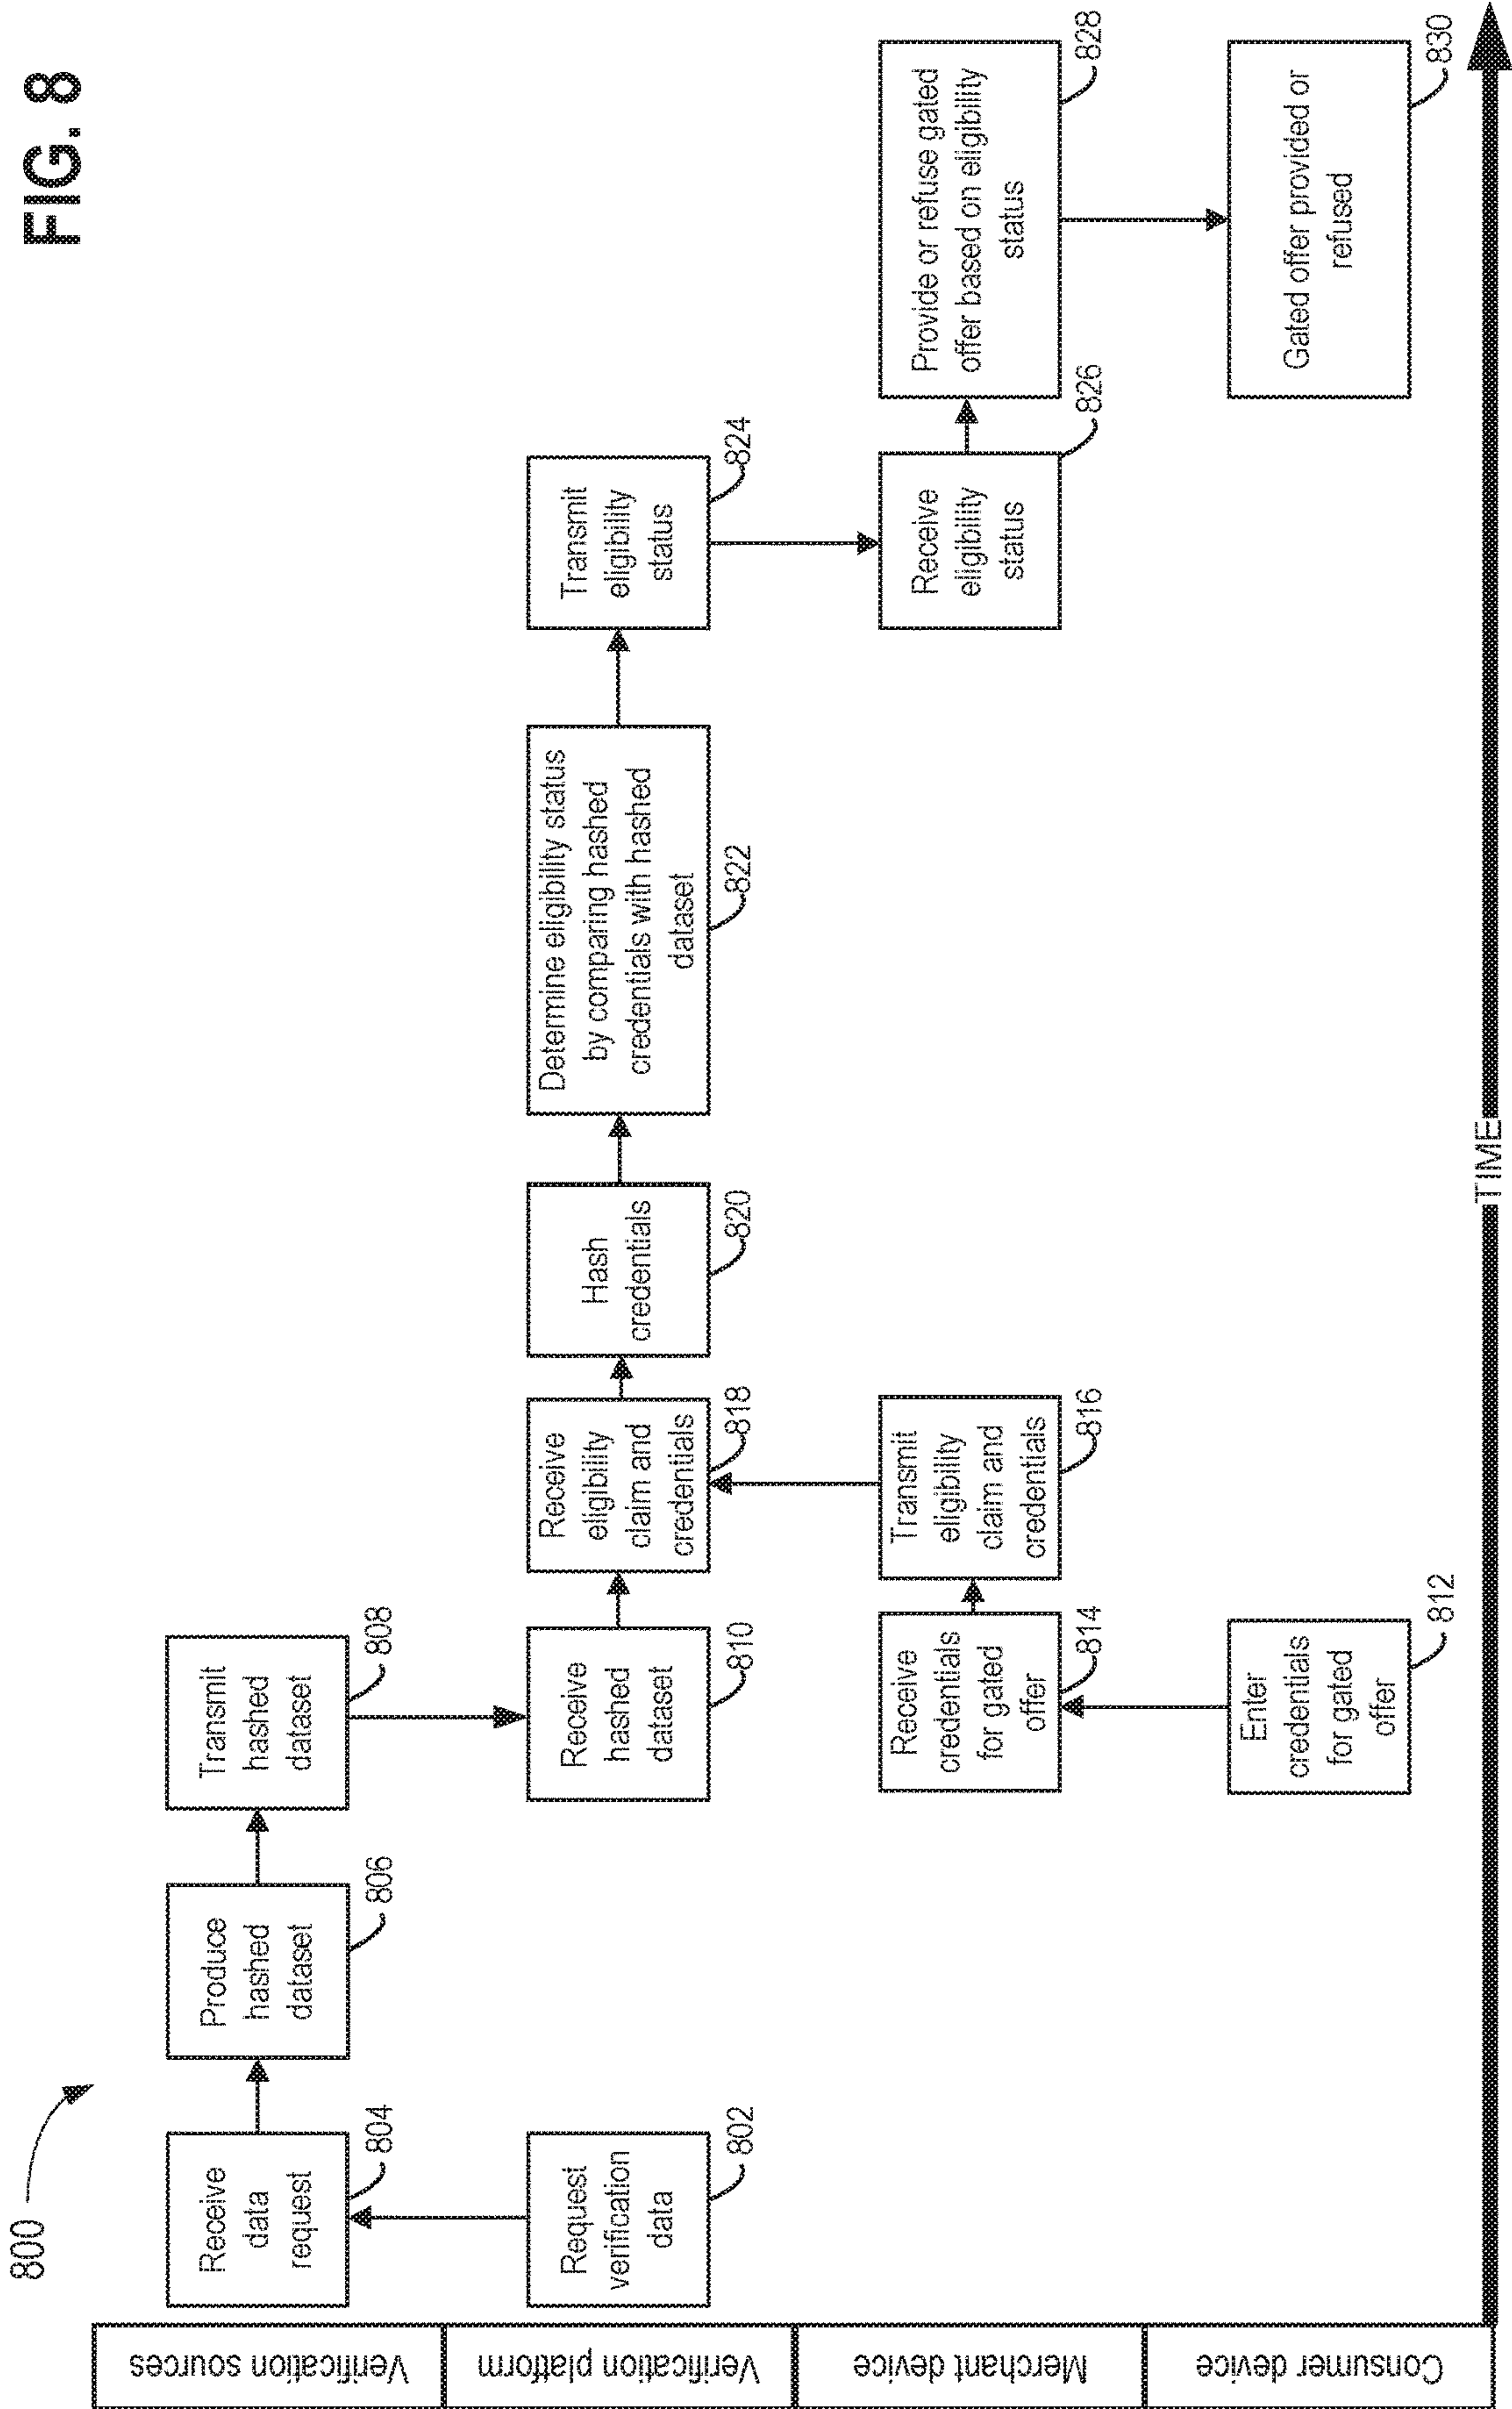 FIG. 8
800
Verification sources
Receive
data
request
804
Produce
hashed
dataset
806
Transmit
hashed
dataset
808
Verification platform
Request
verification
data
802
Receive
hashed
dataset
810
Receive
eligibility
claim and
credentials
818
Hash
credentials
820
Determine eligibility status
by comparing hashed
credentials with hashed
dataset
822
Transmit
eligibility
status
824
Merchant device
Receive
credentials
for gated
offer
814
Transmit
eligibility
claim and
credentials
816
Receive
eligibility
status
826
Provide or refuse gated
offer based on eligibility
status
828
Consumer device
Enter
credentials
for gated
offer
812
Gated offer provided or
refused
830
TIME